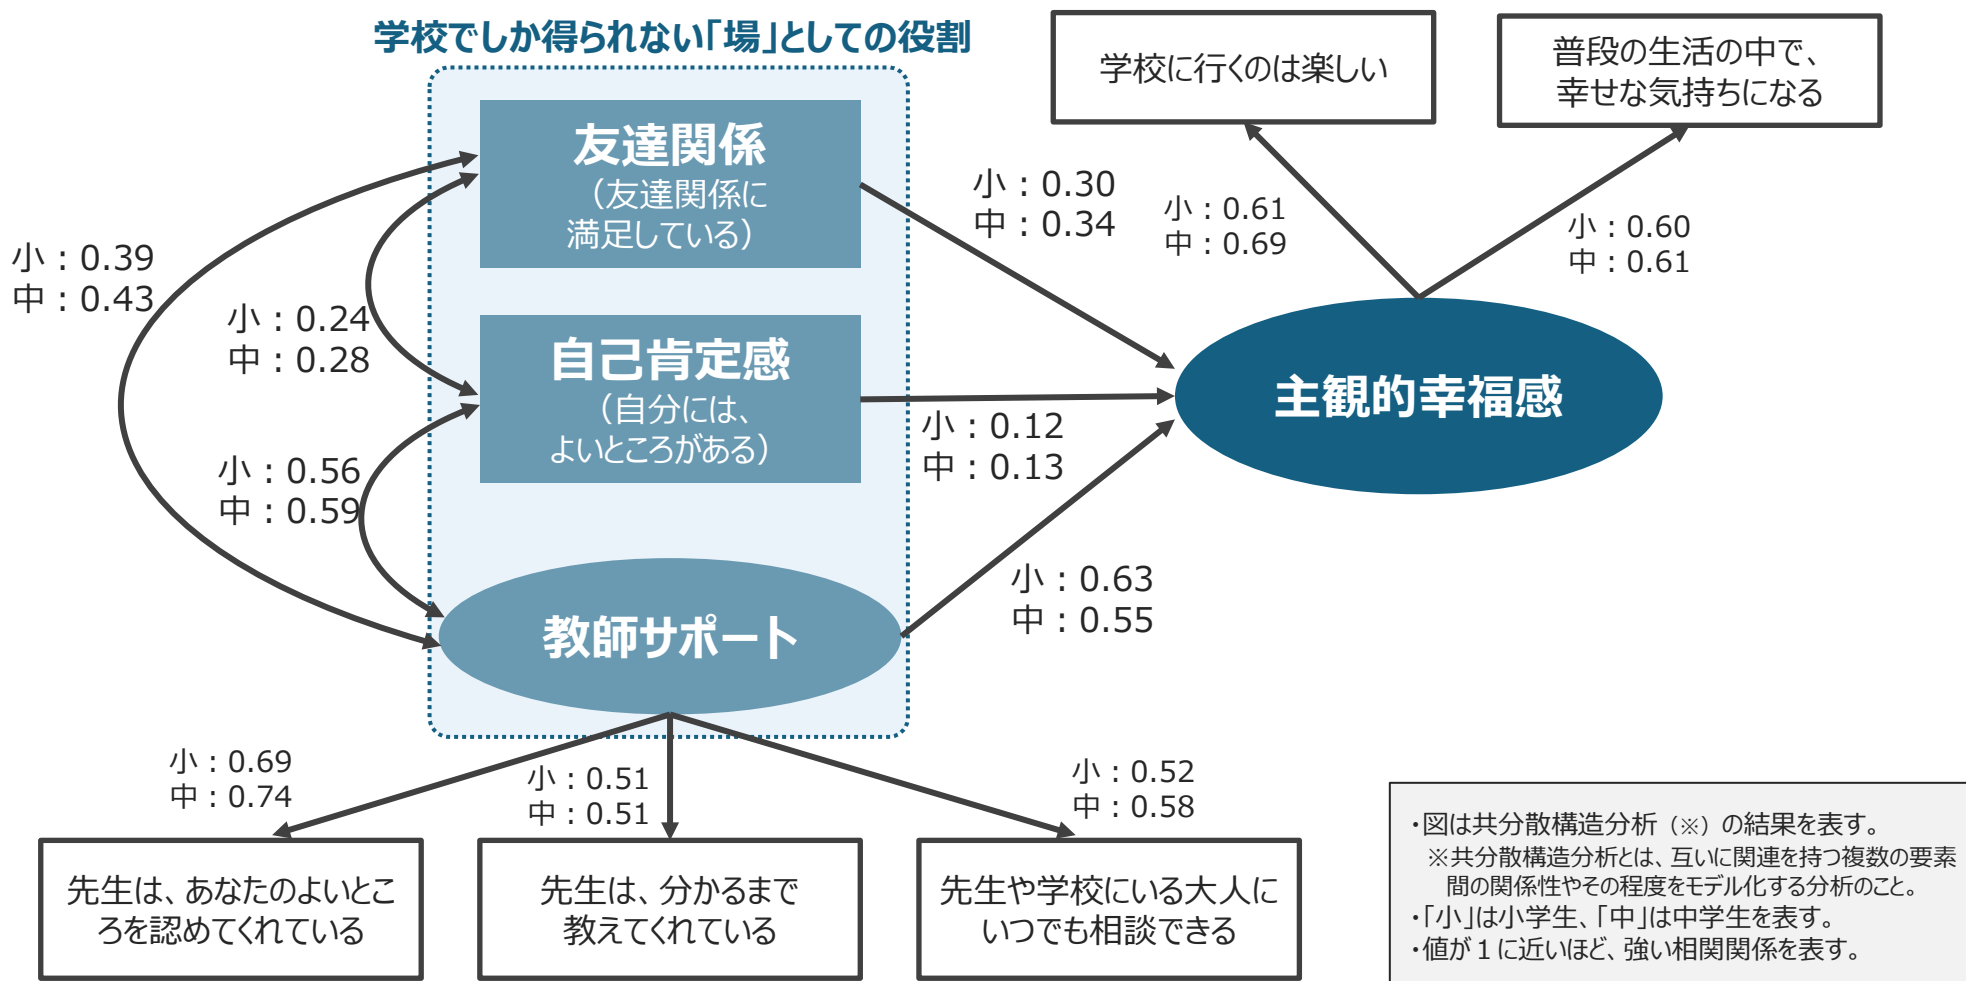 学校でしか得られない「場」としての役割
友達関係
（友達関係に
満足している）
自己肯定感
（自分には、
よいところがある）
教師サポート
小：0.39
中：0.43
小：0.24
中：0.28
小：0.56
中：0.59
小：0.30
中：0.34
小：0.12
中：0.13
小：0.63
中：0.55
主観的幸福感
学校に行くのは楽しい
普段の生活の中で、
幸せな気持ちになる
小：0.61
中：0.69
小：0.60
中：0.61
小：0.69
中：0.74
小：0.51
中：0.51
小：0.52
中：0.58
先生は、あなたのよいとこ
ろを認めてくれている
先生は、分かるまで
教えてくれている
先生や学校にいる大人に
いつでも相談できる
・図は共分散構造分析（※）の結果を表す。
※共分散構造分析とは、互いに関連を持つ複数の要素
間の関係性やその程度をモデル化する分析のこと。
・「小」は小学生、「中」は中学生を表す。
・値が１に近いほど、強い相関関係を表す。